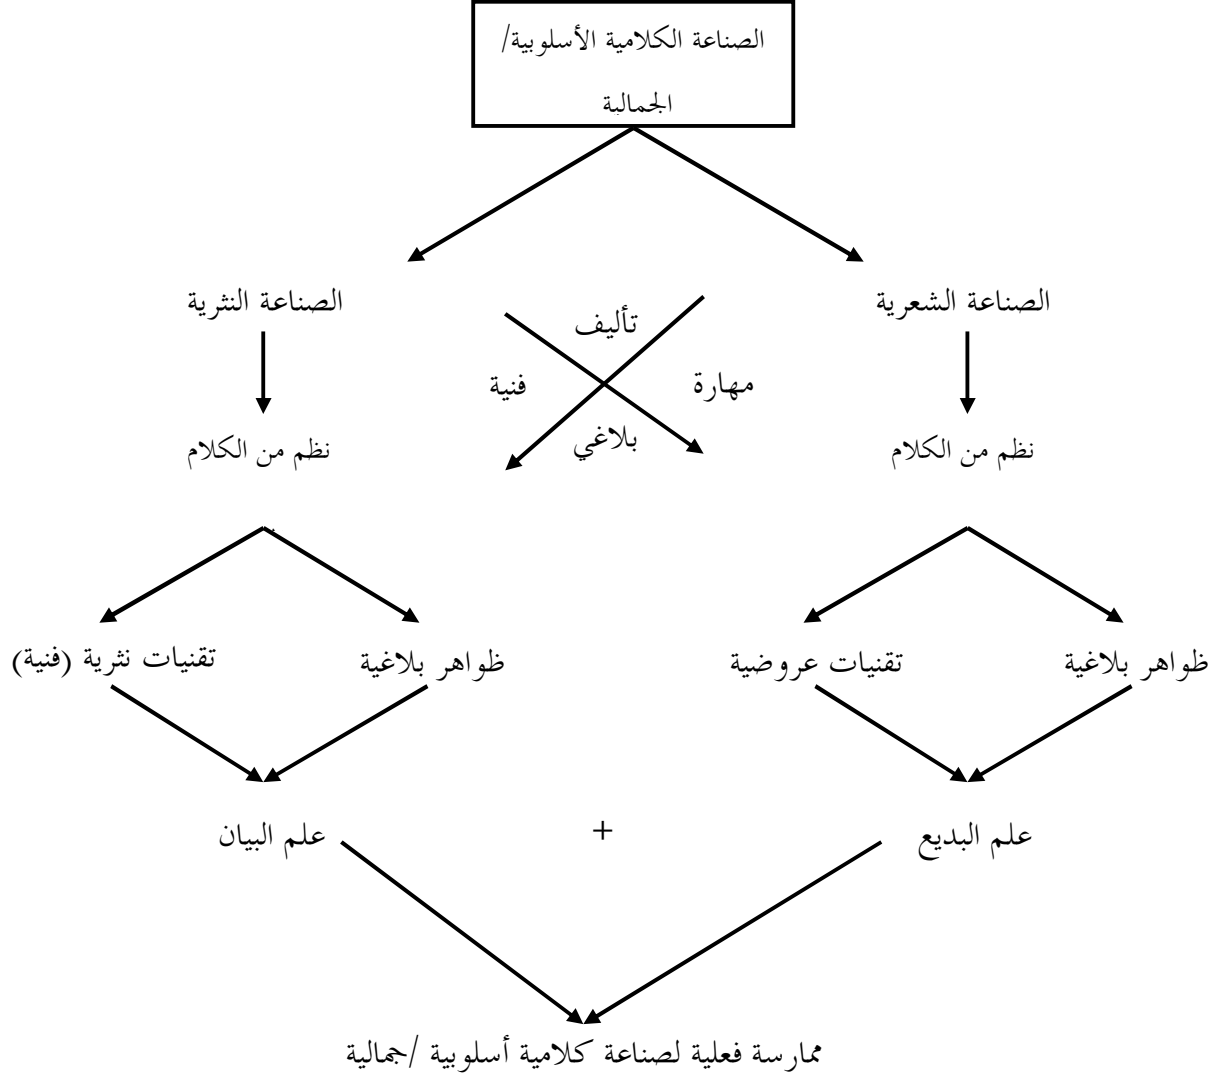 الصناعة الكلامية الأسلوبية/
الجمالية
الصناعة الشعرية
الصناعة النثرية
تأليف
مهارة
فنية
بلاغي
نظم من الكلام
نظم من الكلام
ظواهر بلاغية
تقنيات عروضية
ظواهر بلاغية
تقنيات نثرية (فنية)
علم البديع
+
علم البيان
ممارسة فعلية لصناعة كلامية أسلوبية /جمالية